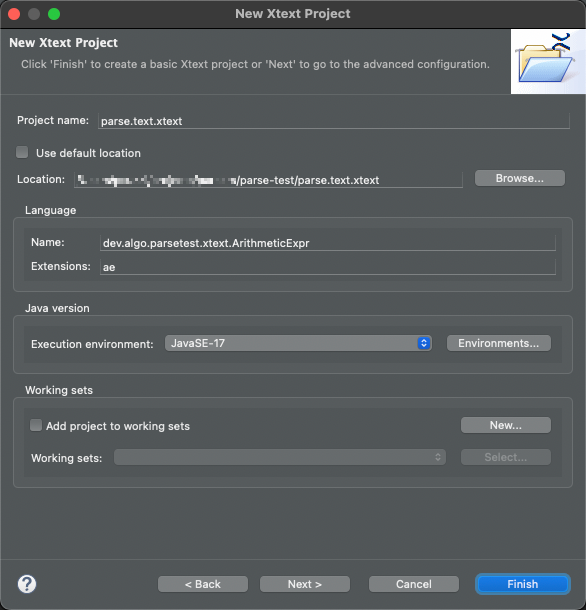 New Xtext Project
New Xtext Project
Click 'Finish' to create a basic Xtext project or 'Next' to go to the advanced configuration.
Project name: parse.text.xtext
Use default location
Location: /parse-test/parse.text.xtext Browse...
Language
Name: dev.algo.parsetest.xtext.ArithmeticExpr
Extensions: ae
Java version
Execution environment: JavaSE-17 Environments...
Working sets
Add project to working sets New...
Working sets: Select...
? < Back Next > Cancel Finish